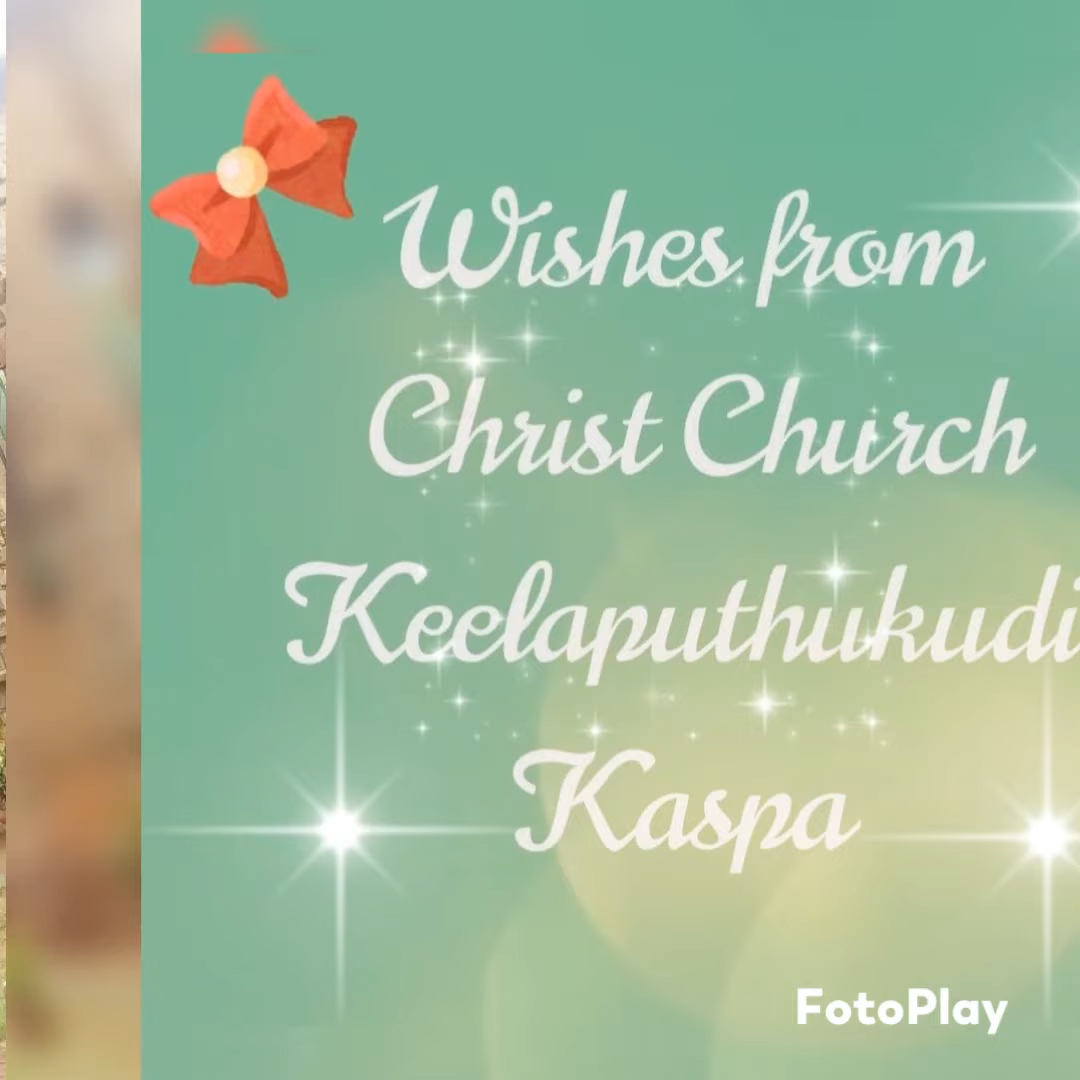 Wishes from
Christ Church
Keelaputhukudi
Kaspa
FotoPlay